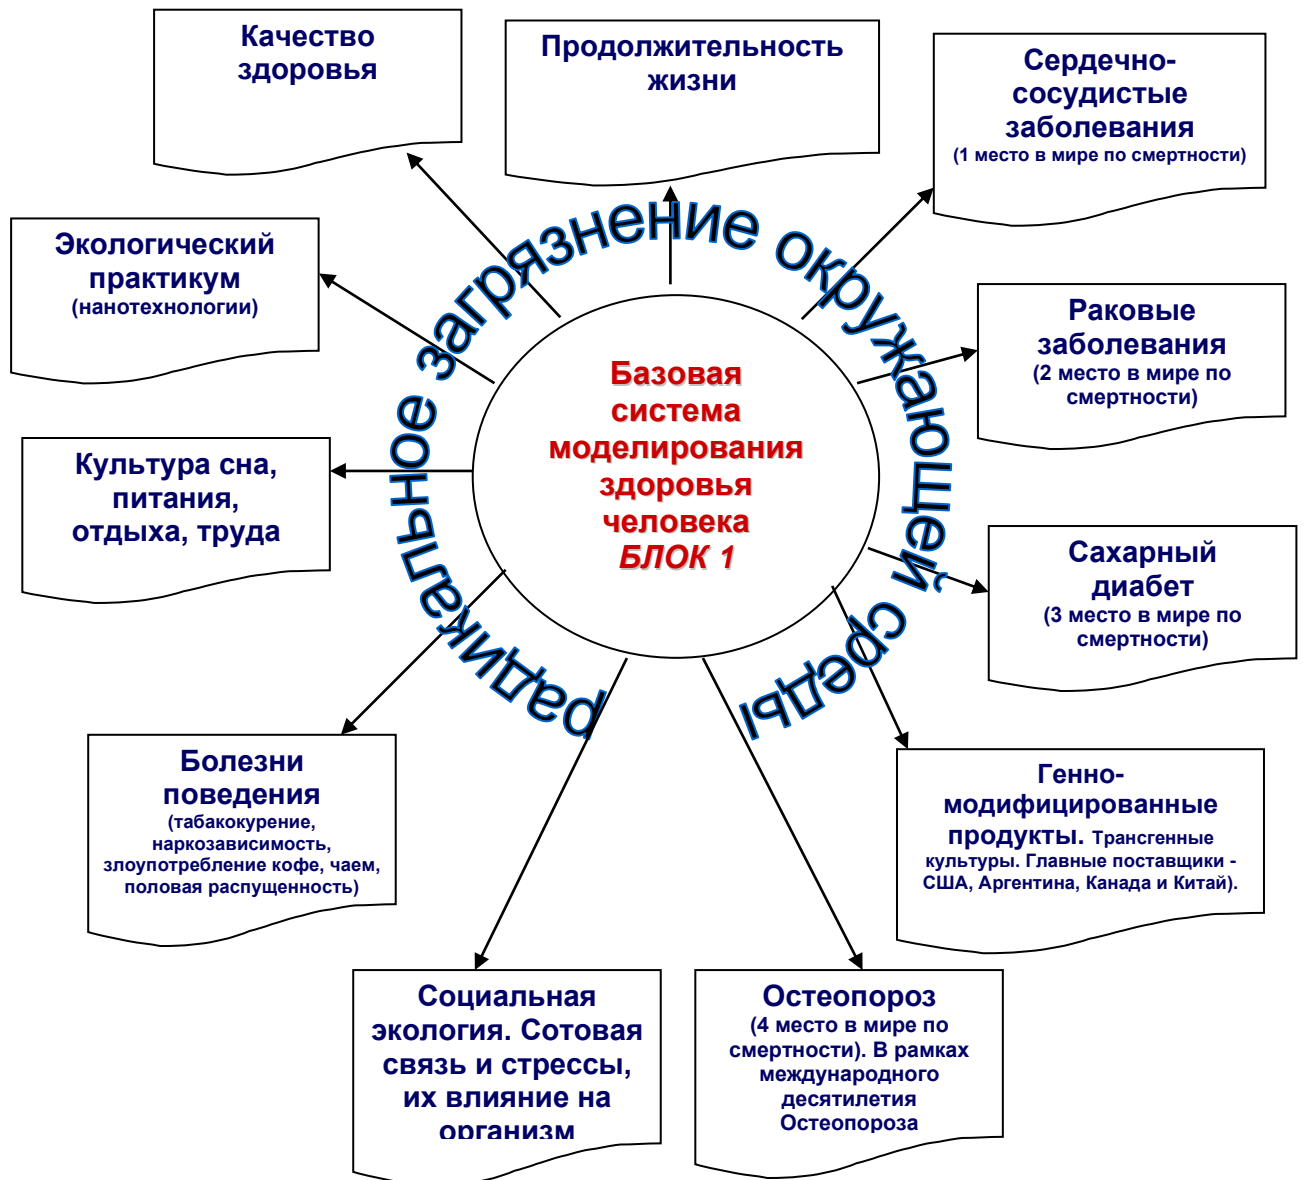 Качество
здоровья
Продолжительность
жизни
Сердечно-
сосудистые
заболевания
(1 место в мире по смертности)
Экологический
практикум
(нанотехнологии)
Раковые
заболевания
(2 место в мире по
смертности)
радикальное загрязнение окружающей среды
Базовая
система
моделирования
здоровья
человека
БЛОК 1
Культура сна,
питания,
отдыха, труда
Сахарный
диабет
(3 место в мире по
смертности)
Болезни
поведения
(табакокурение,
наркозависимость,
злоупотребление кофе, чаем,
половая распущенность)
Генно-
модифицированные
продукты. Трансгенные
культуры. Главные поставщики -
США, Аргентина, Канада и Китай).
Социальная
экология. Сотовая
связь и стрессы,
их влияние на
организм
Остеопороз
(4 место в мире по
смертности). В рамках
международного
десятилетия
Остеопороза